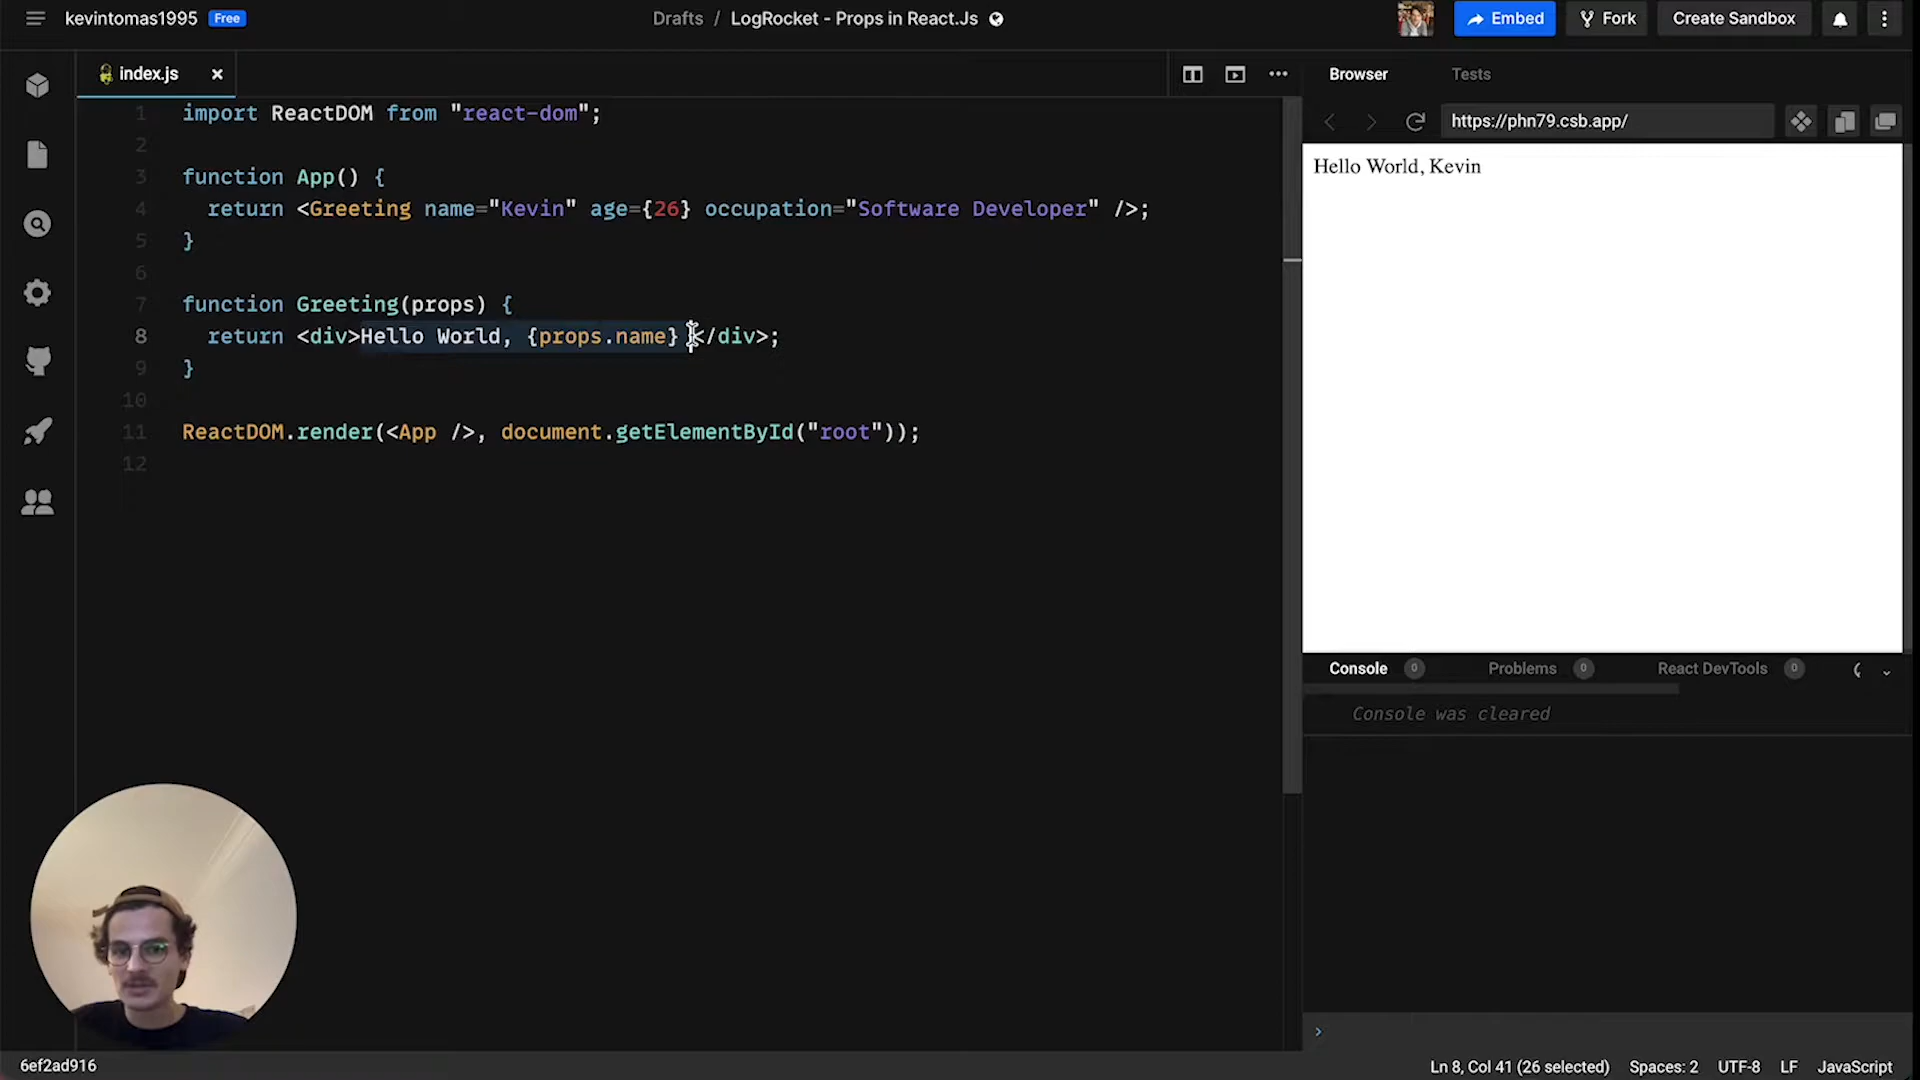 kevintomas1995 Free
Drafts / LogRocket - Props in React.Js
Embed Fork Create Sandbox
index.js
Browser Tests
https://phn79.csb.app/
1 import ReactDOM from "react-dom";
2
3 function App() {
4 return <Greeting name="Kevin" age={26} occupation="Software Developer" />;
5 }
6
7 function Greeting(props) {
8 return <div>Hello World, {props.name} </div>;
9 }
10
11 ReactDOM.render(<App />, document.getElementById("root"));
12
Hello World, Kevin
Console 0 Problems 0 React DevTools 0
Console was cleared
6ef2ad916
Ln 8, Col 41 (26 selected) Spaces: 2 UTF-8 LF JavaScript